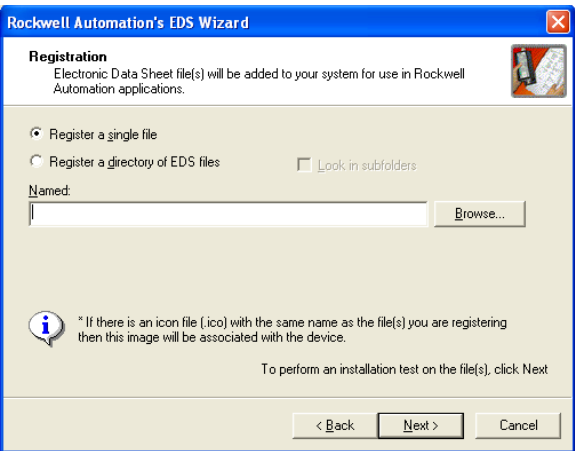 Rockwell Automation's EDS Wizard
Registration
Electronic Data Sheet file(s) will be added to your system for use in Rockwell
Automation applications.
Register a single file
Register a directory of EDS files
Look in subfolders
Named:
Browse...
* If there is an icon file (.ico) with the same name as the file(s) you are registering
then this image will be associated with the device.
To perform an installation test on the file(s), click Next
< Back
Next >
Cancel